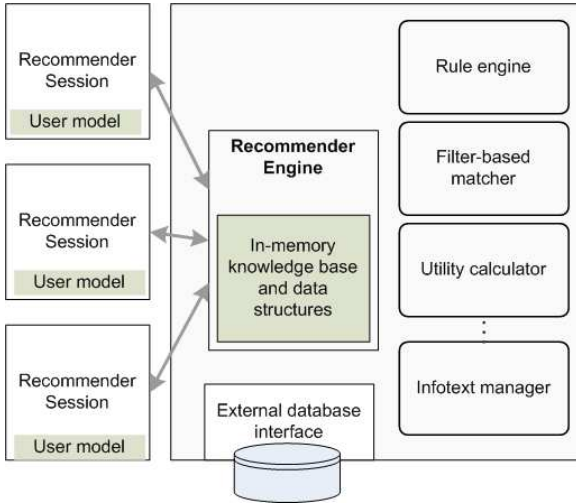 Recommender
Session
User model
Recommender
Session
User model
Recommender
Session
User model
Recommender
Engine
In-memory
knowledge base
and data
structures
External database
interface
Rule engine
Filter-based
matcher
Utility calculator
Infotext manager